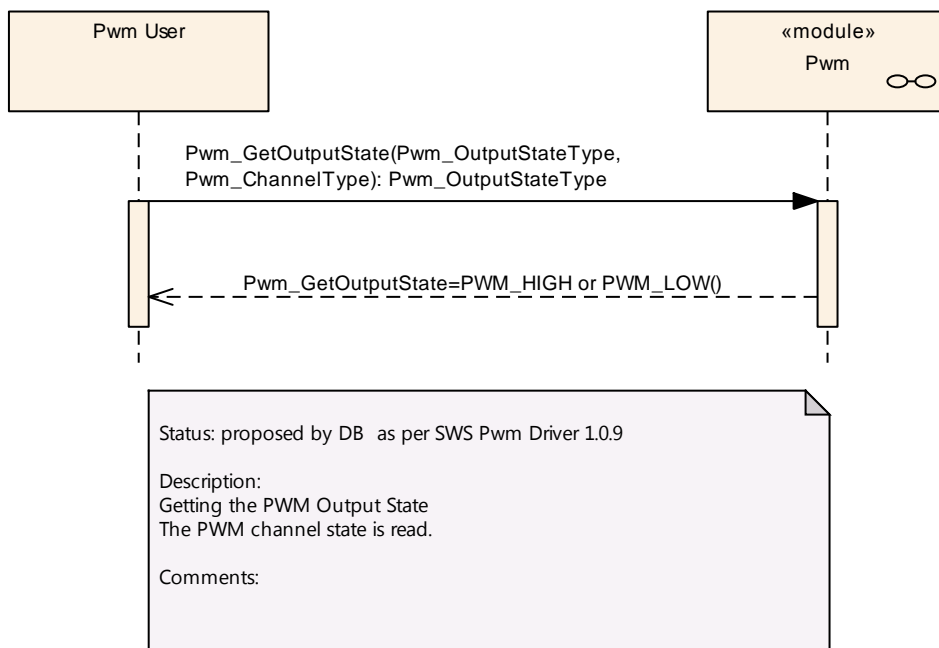 Pwm User
«module»
Pwm
Pwm_GetOutputState(Pwm_OutputStateType,
Pwm_ChannelType): Pwm_OutputStateType
Pwm_GetOutputState=PWM_HIGH or PWM_LOW()
Status: proposed by DB  as per SWS Pwm Driver 1.0.9
Description:
Getting the PWM Output State
The PWM channel state is read.
Comments: